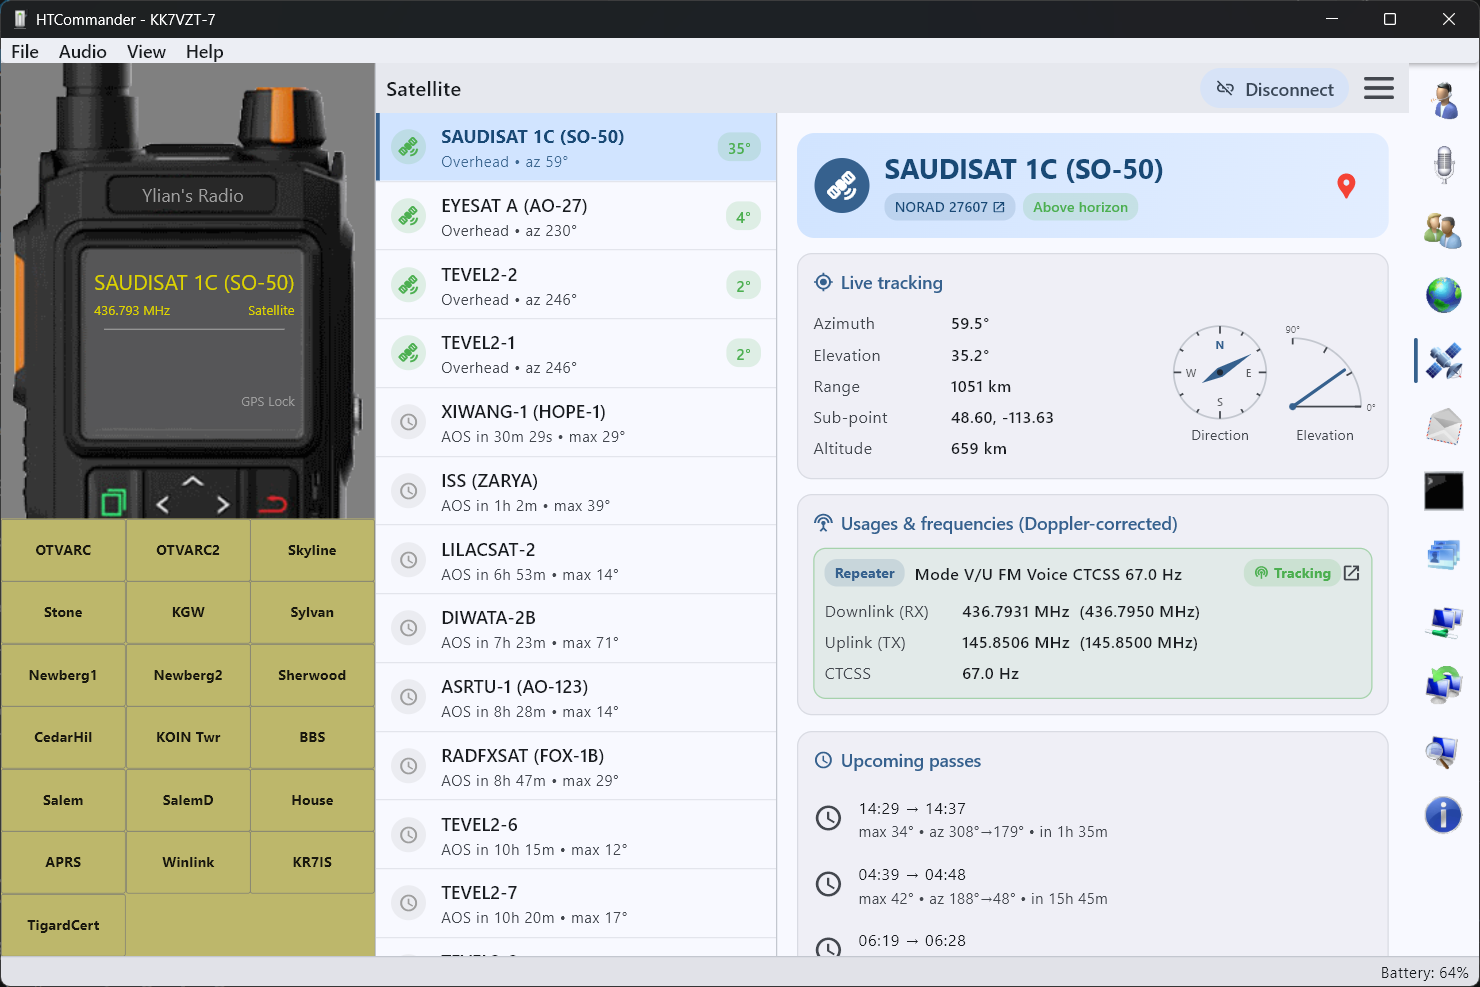 HTCommander - KK7VZT-7
File Audio View Help
Ylian's Radio
SAUDISAT 1C (SO-50)
436.793 MHz Satellite
GPS Lock
OTVARC OTVARC2 Skyline
Stone KGW Sylvan
Newberg1 Newberg2 Sherwood
CedarHil KOIN Twr BBS
Salem SalemD House
APRS Winlink KR7IS
TigardCert
Satellite
Disconnect
SAUDISAT 1C (SO-50)
Overhead • az 59°
35°
EYESAT A (AO-27)
Overhead • az 230°
4°
TEVEL2-2
Overhead • az 246°
2°
TEVEL2-1
Overhead • az 246°
2°
XIWANG-1 (HOPE-1)
AOS in 30m 29s • max 29°
ISS (ZARYA)
AOS in 1h 2m • max 39°
LILACSAT-2
AOS in 6h 53m • max 14°
DIWATA-2B
AOS in 7h 23m • max 71°
ASRTU-1 (AO-123)
AOS in 8h 28m • max 14°
RADFXSAT (FOX-1B)
AOS in 8h 47m • max 29°
TEVEL2-6
AOS in 10h 15m • max 12°
TEVEL2-7
AOS in 10h 20m • max 17°
SAUDISAT 1C (SO-50)
NORAD 27607 Above horizon
Live tracking
Azimuth 59.5°
Elevation 35.2°
Range 1051 km
Sub-point 48.60, -113.63
Altitude 659 km
N
W E
S
Direction
90°
0°
Elevation
Usages & frequencies (Doppler-corrected)
Repeater Mode V/U FM Voice CTCSS 67.0 Hz Tracking
Downlink (RX) 436.7931 MHz (436.7950 MHz)
Uplink (TX) 145.8506 MHz (145.8500 MHz)
CTCSS 67.0 Hz
Upcoming passes
14:29 → 14:37
max 34° • az 308°→179° • in 1h 35m
04:39 → 04:48
max 42° • az 188°→48° • in 15h 45m
06:19 → 06:28
Battery: 64%